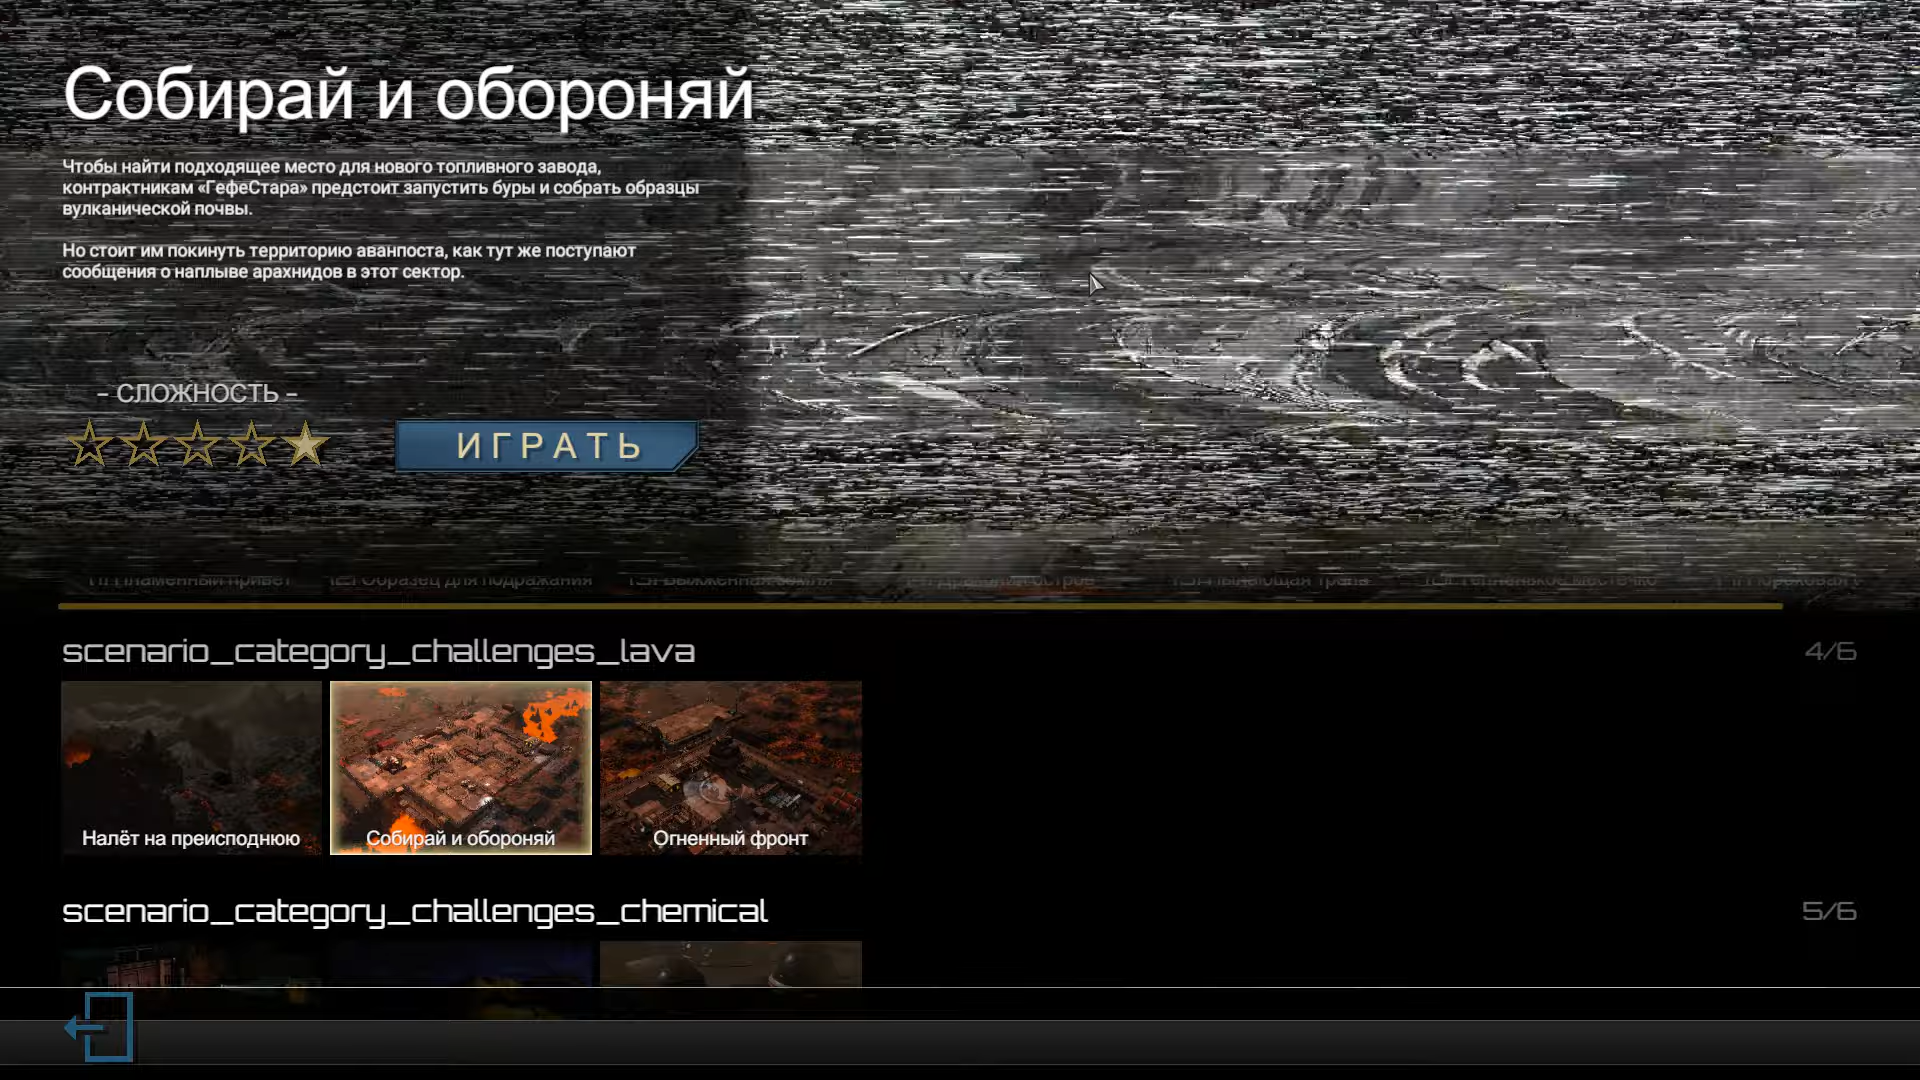 Собирай и обороняй
Чтобы найти подходящее место для нового топливного завода,
контрактникам «ГефеСтара» предстоит запустить буры и собрать образцы
вулканической почвы.
Но стоит им покинуть территорию аванпоста, как тут же поступают
сообщения о наплыве арахнидов в этот сектор.
– СЛОЖНОСТЬ –
ИГРАТЬ
scenario_category_challenges_lava
4/6
Налёт на преисподнюю
Собирай и обороняй
Огненный фронт
scenario_category_challenges_chemical
5/6